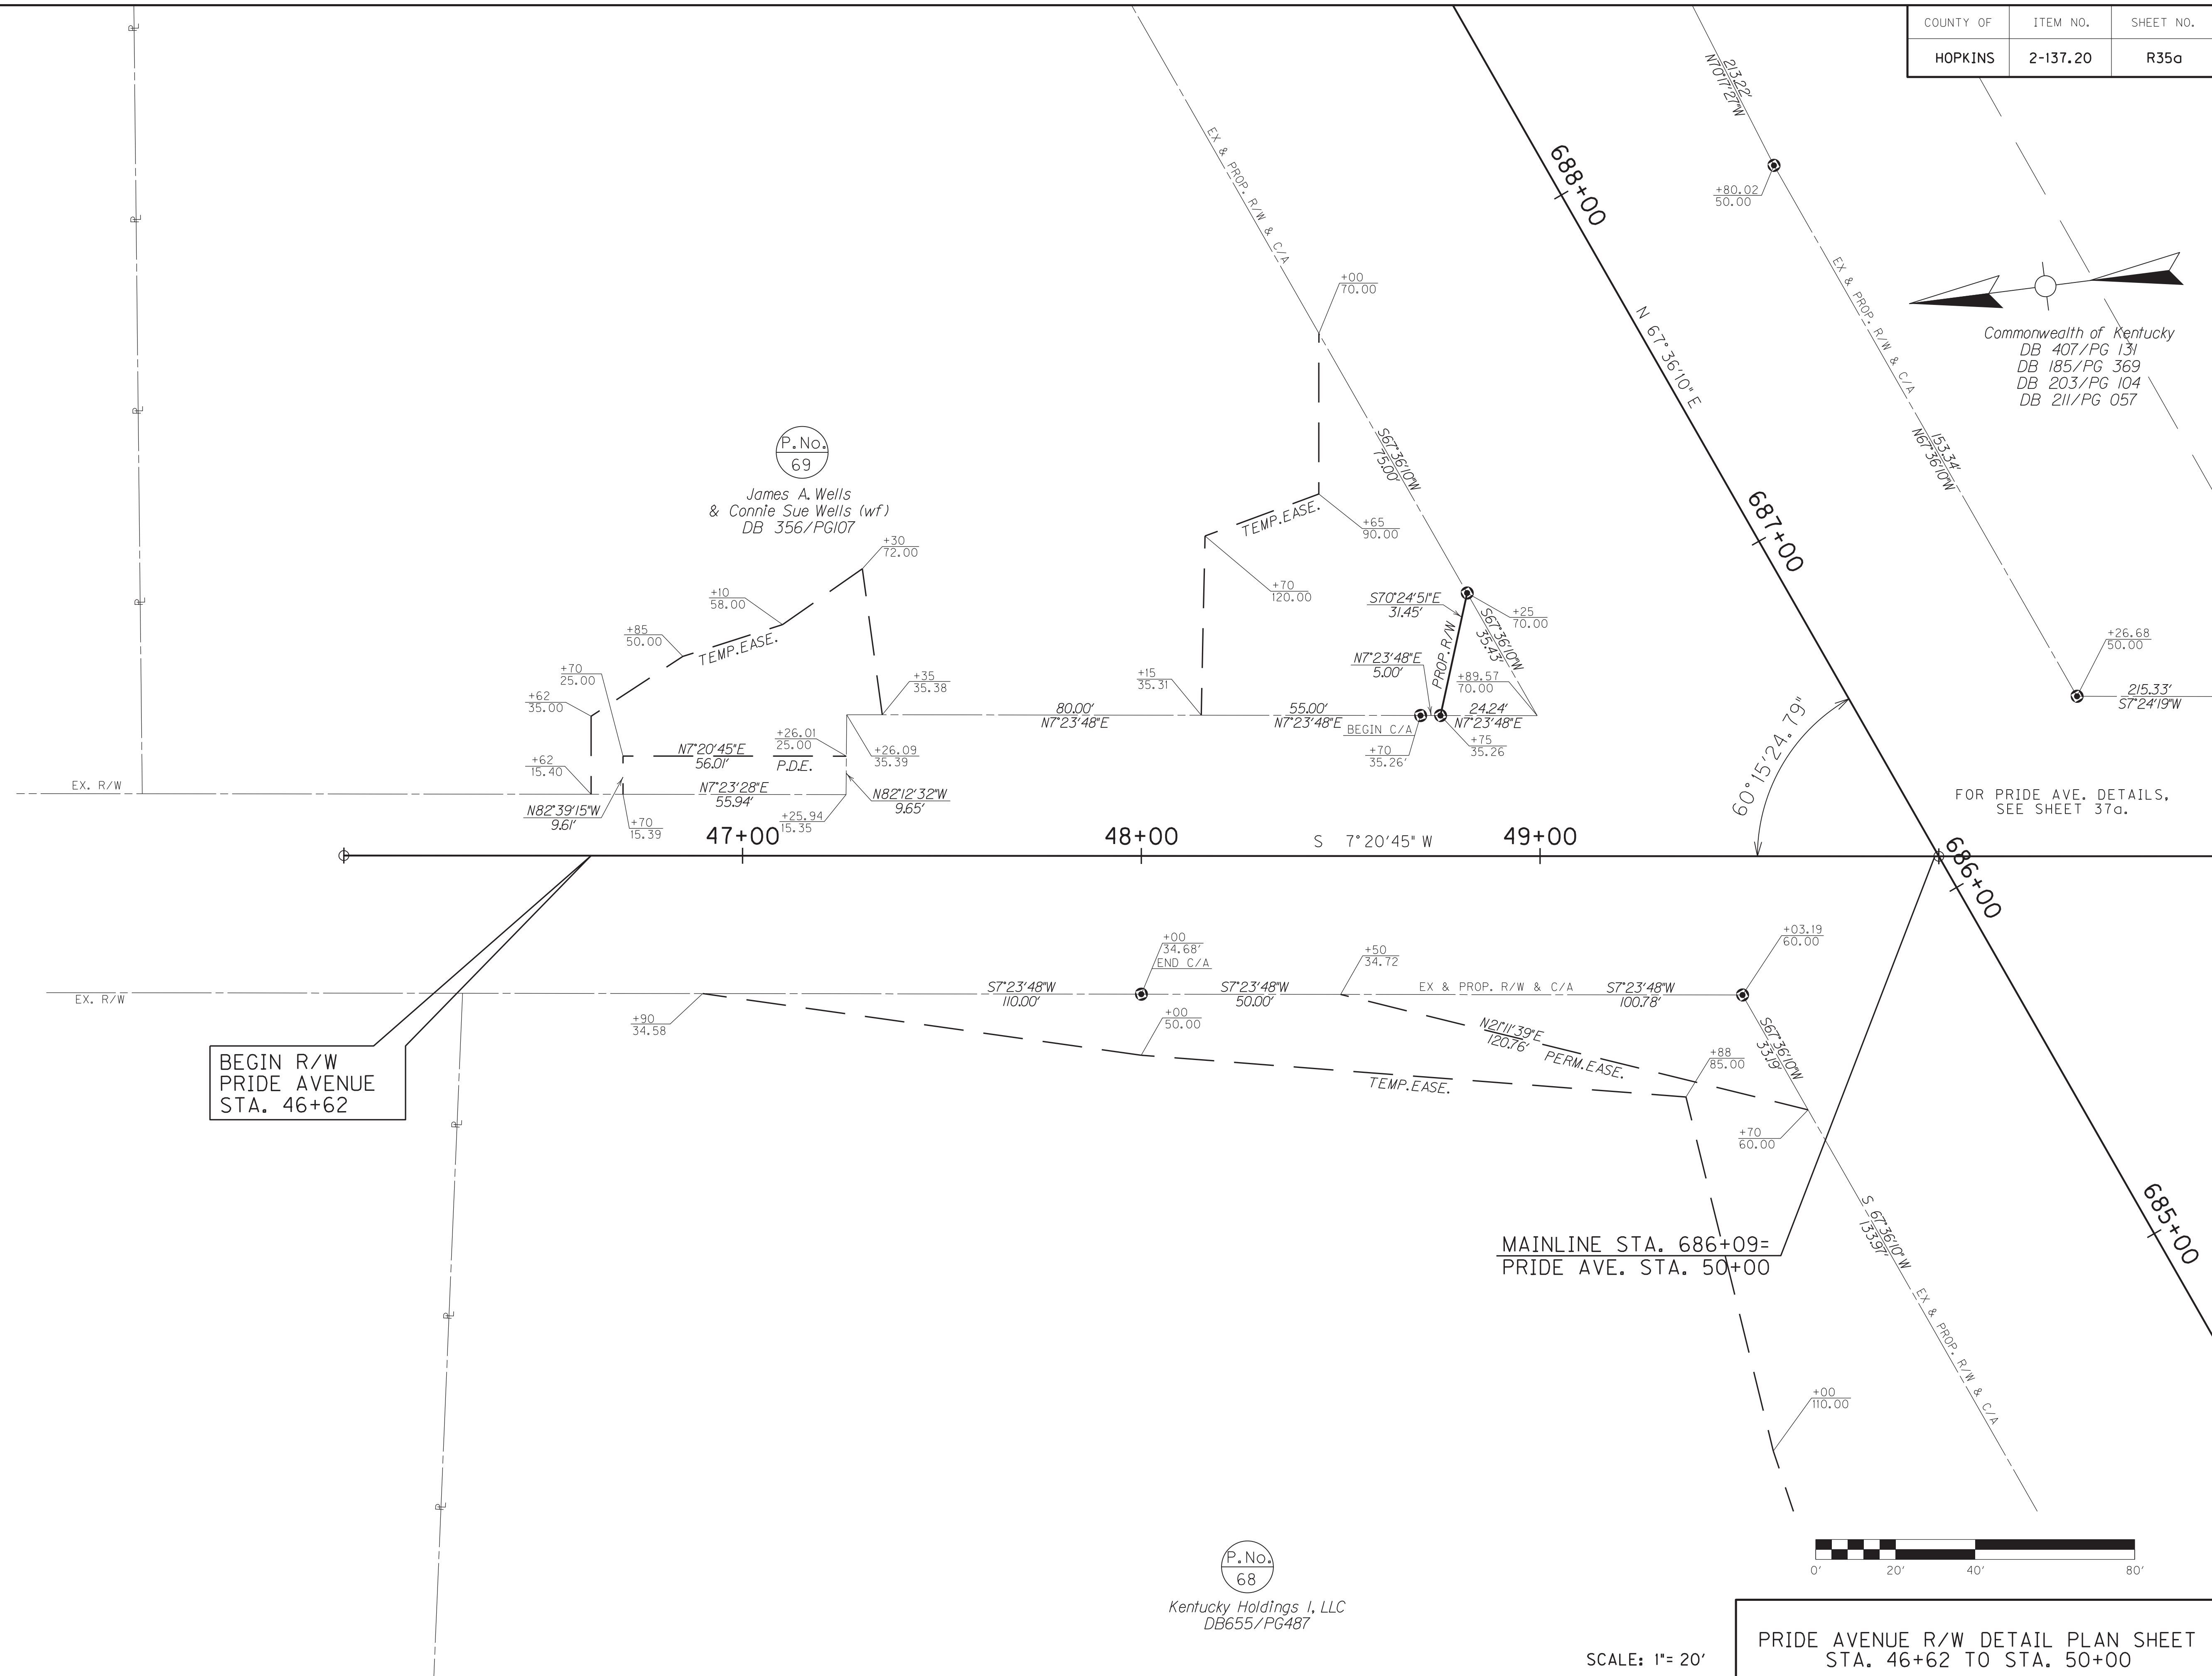 COUNTY OF
ITEM NO.
SHEET NO.
HOPKINS
2-137.20
R35a
213.22'
N70°17'27"W
688+00
EX & PROP. R/W & C/A
+80.02
50.00
EX & PROP. R/W & C/A
+00
70.00
N 67°36'10" E
Commonwealth of Kentucky
DB 407/PG 131
DB 185/PG 369
DB 203/PG 104
DB 211/PG 057
P.No.
69
James A. Wells
& Connie Sue Wells (wf)
DB 356/PG107
S67°36'10"W
75.00'
153.34'
N67°36'10"W
687+00
TEMP.EASE.
+65
90.00
+30
72.00
+70
120.00
+10
58.00
S70°24'51"E
31.45'
+25
70.00
S67°36'10"W
35.43'
+85
50.00
TEMP.EASE.
PROP.R/W
N7°23'48"E
5.00'
+26.68
50.00
+70
25.00
+35
35.38
+15
35.31
+89.57
70.00
215.33'
S7°24'19"W
+62
35.00
80.00'
N7°23'48"E
55.00'
N7°23'48"E
24.24'
N7°23'48"E
BEGIN C/A
+70
35.26'
+75
35.26
+26.01
25.00
+26.09
35.39
N7°20'45"E
56.01'
P.D.E.
+62
15.40
60°15'24.79"
EX. R/W
N7°23'28"E
55.94'
N82°12'32"W
9.65'
N82°39'15"W
9.61'
+70
15.39
+25.94
15.35
FOR PRIDE AVE. DETAILS,
SEE SHEET 37a.
47+00
48+00
S 7°20'45" W
49+00
686+00
+00
34.68'
END C/A
+50
34.72
+03.19
60.00
EX. R/W
S7°23'48"W
110.00'
S7°23'48"W
50.00'
EX & PROP. R/W & C/A
S7°23'48"W
100.78'
+90
34.58
+00
50.00
N21°11'39"E
120.76'
PERM.EASE.
S67°36'10"W
33.19'
+88
85.00
TEMP.EASE.
BEGIN R/W
PRIDE AVENUE
STA. 46+62
+70
60.00
685+00
MAINLINE STA. 686+09=
PRIDE AVE. STA. 50+00
S 67°36'10" W
133.97'
EX & PROP. R/W & C/A
+00
110.00
P.No.
68
Kentucky Holdings I, LLC
DB655/PG487
0' 20' 40' 80'
SCALE: 1"= 20'
PRIDE AVENUE R/W DETAIL PLAN SHEET
STA. 46+62 TO STA. 50+00